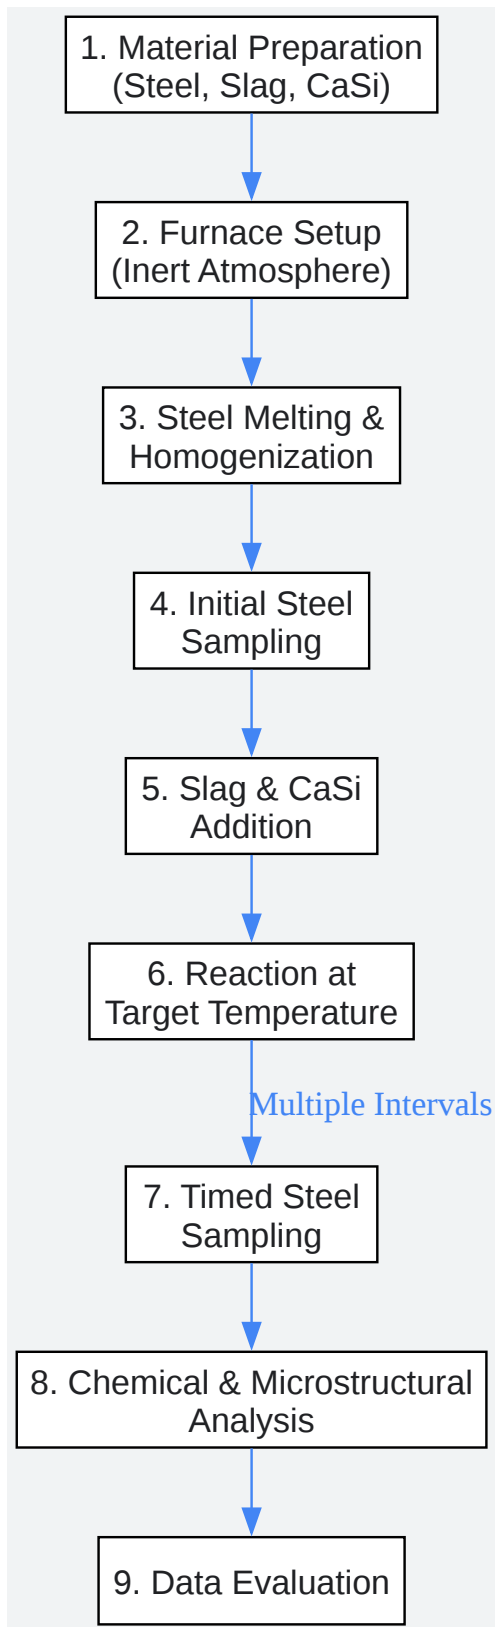 1. Material Preparation
(Steel, Slag, CaSi)
2. Furnace Setup
(Inert Atmosphere)
3. Steel Melting &
Homogenization
4. Initial Steel
Sampling
5. Slag & CaSi
Addition
6. Reaction at
Target Temperature
Multiple Intervals
7. Timed Steel
Sampling
8. Chemical & Microstructural
Analysis
9. Data Evaluation